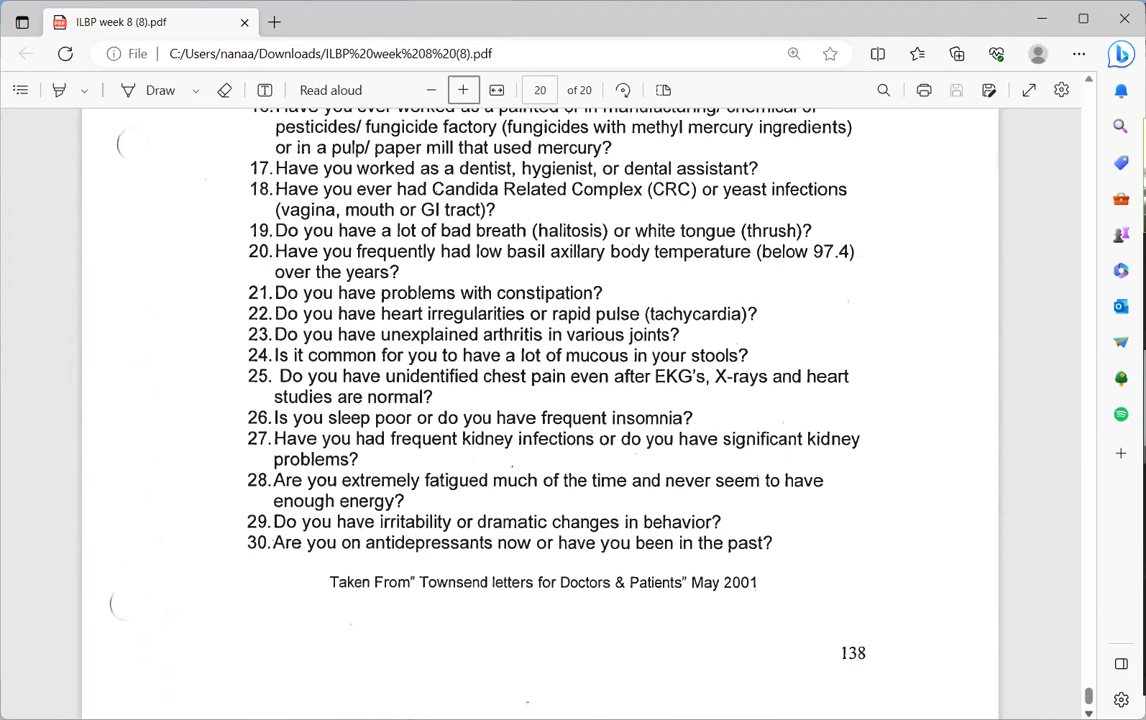 ILBP week 8 (8).pdf
File
C:/Users/nanaa/Downloads/ILBP%20week%208%20(8).pdf
Draw
Read aloud
20
of 20
pesticides/ fungicide factory (fungicides with methyl mercury ingredients)
or in a pulp/ paper mill that used mercury?
17. Have you worked as a dentist, hygienist, or dental assistant?
18. Have you ever had Candida Related Complex (CRC) or yeast infections
(vagina, mouth or GI tract)?
19. Do you have a lot of bad breath (halitosis) or white tongue (thrush)?
20. Have you frequently had low basil axillary body temperature (below 97.4)
over the years?
21. Do you have problems with constipation?
22. Do you have heart irregularities or rapid pulse (tachycardia)?
23. Do you have unexplained arthritis in various joints?
24. Is it common for you to have a lot of mucous in your stools?
25. Do you have unidentified chest pain even after EKG's, X-rays and heart
studies are normal?
26. Is you sleep poor or do you have frequent insomnia?
27. Have you had frequent kidney infections or do you have significant kidney
problems?
28. Are you extremely fatigued much of the time and never seem to have
enough energy?
29. Do you have irritability or dramatic changes in behavior?
30. Are you on antidepressants now or have you been in the past?
Taken From" Townsend letters for Doctors & Patients" May 2001
138